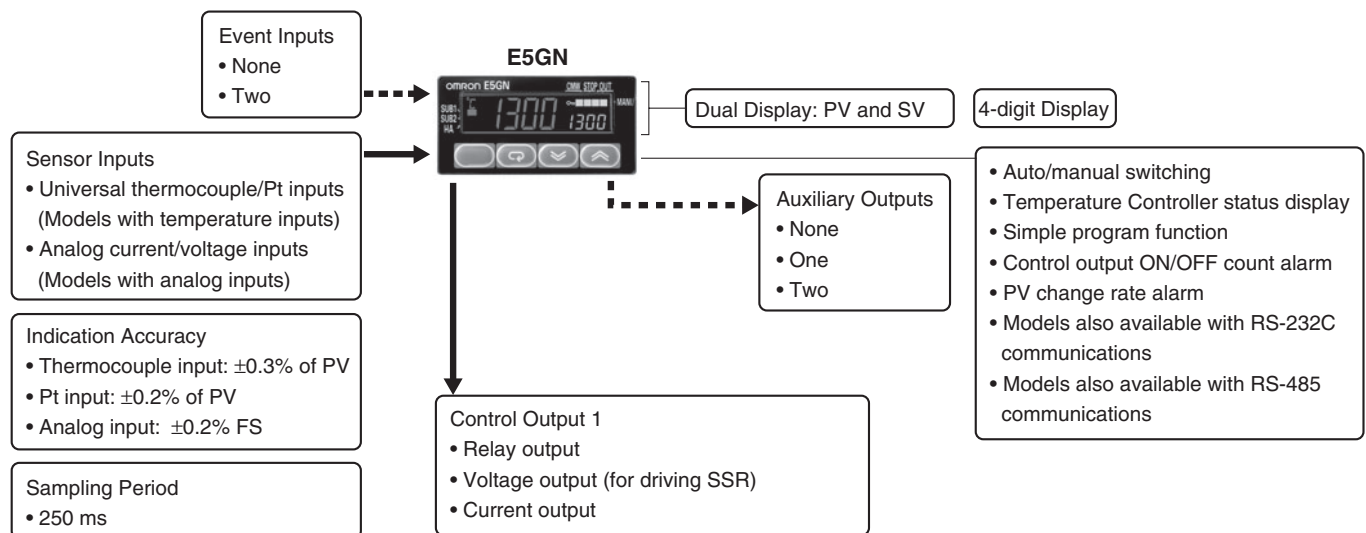 Event Inputs
• None
• Two
E5GN
omron E5GN
CMW STOP OUT
°C
SUB1
SUB2
HA
1300
1300
MANU
Dual Display: PV and SV
4-digit Display
Sensor Inputs
• Universal thermocouple/Pt inputs
(Models with temperature inputs)
• Analog current/voltage inputs
(Models with analog inputs)
Auxiliary Outputs
• None
• One
• Two
• Auto/manual switching
• Temperature Controller status display
• Simple program function
• Control output ON/OFF count alarm
• PV change rate alarm
• Models also available with RS-232C
communications
• Models also available with RS-485
communications
Indication Accuracy
• Thermocouple input: ±0.3% of PV
• Pt input: ±0.2% of PV
• Analog input: ±0.2% FS
Control Output 1
• Relay output
• Voltage output (for driving SSR)
• Current output
Sampling Period
• 250 ms